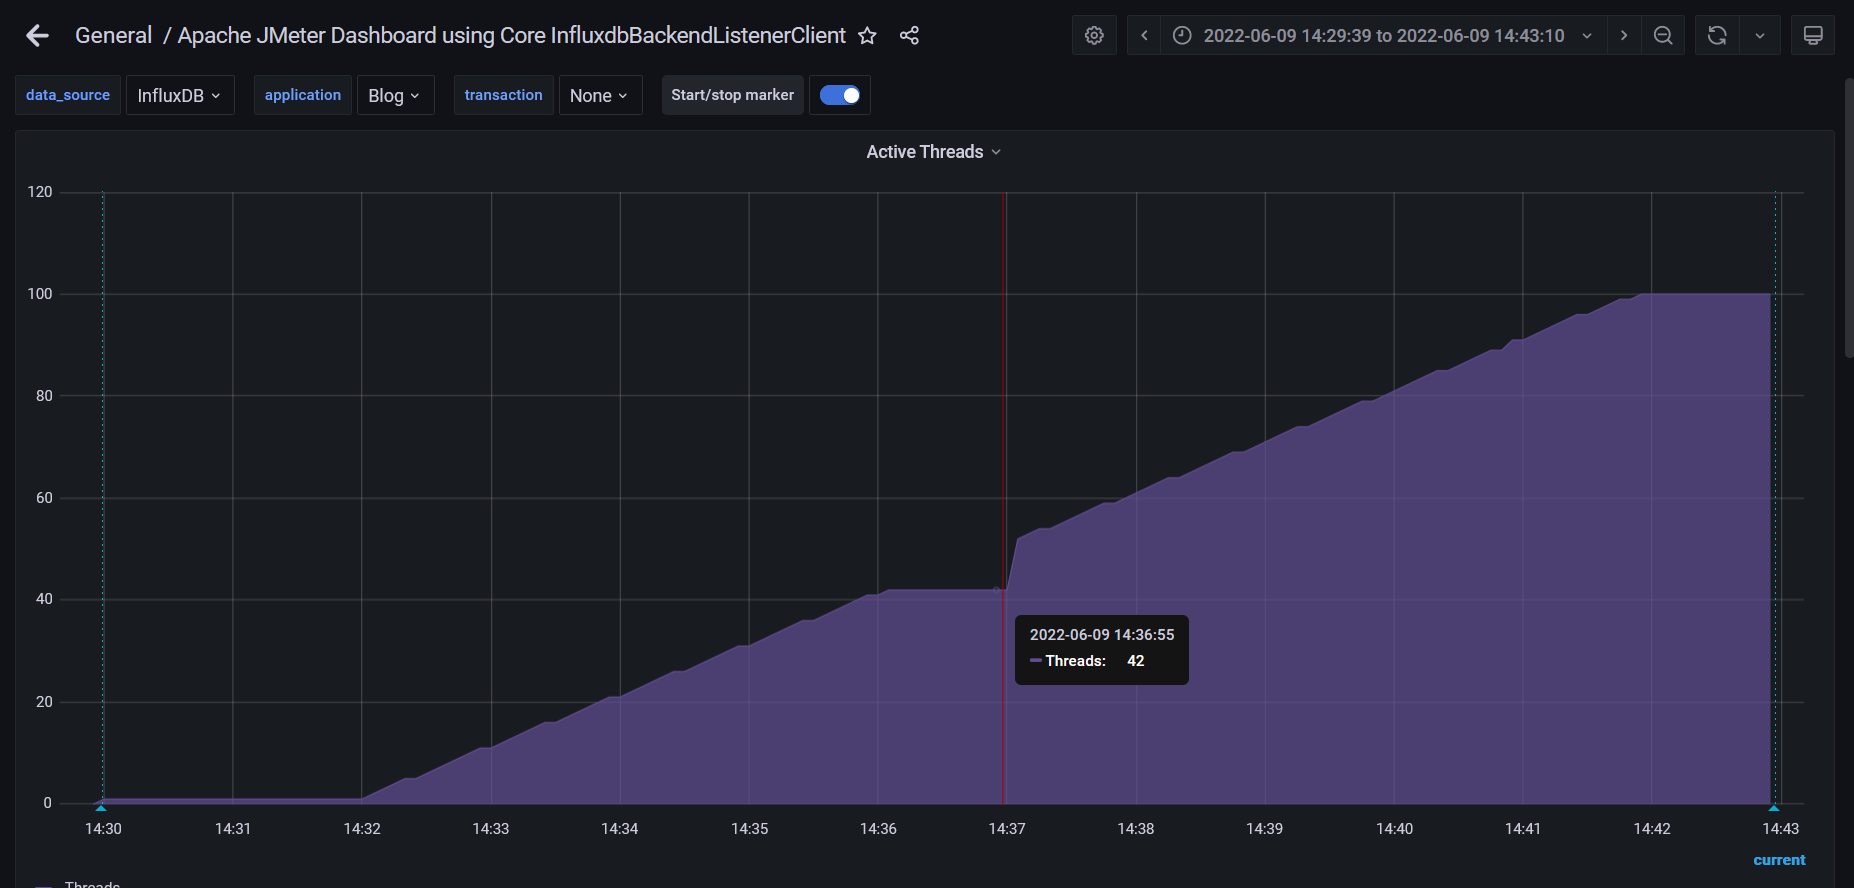 General / Apache JMeter Dashboard using Core InfluxdbBackendListenerClient
2022-06-09 14:29:39 to 2022-06-09 14:43:10
data_source InfluxDB application Blog transaction None Start/stop marker
Active Threads
120
100
80
60
40
20
0
2022-06-09 14:36:55
Threads: 42
14:30 14:31 14:32 14:33 14:34 14:35 14:36 14:37 14:38 14:39 14:40 14:41 14:42 14:43
current
Threads